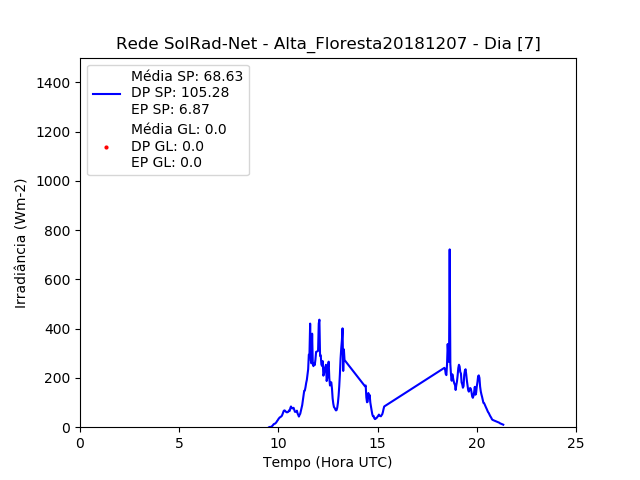 Rede SolRad-Net - Alta_Floresta20181207 - Dia [7]
Média SP: 68.63
DP SP: 105.28
EP SP: 6.87
Média GL: 0.0
DP GL: 0.0
EP GL: 0.0
1400
1200
1000
800
600
400
200
0
Irradiância (Wm-2)
0 5 10 15 20 25
Tempo (Hora UTC)